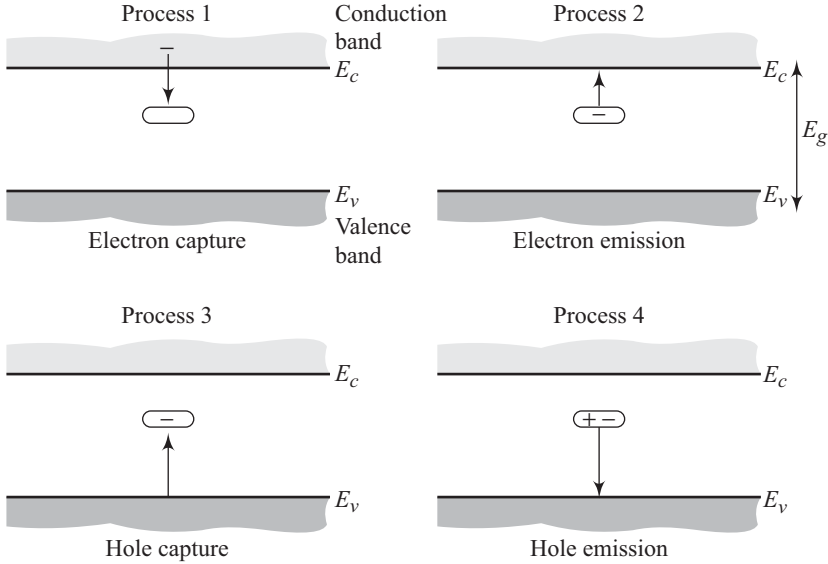 Process 1
Conduction
band
Process 2
−
E_c
E_c
−
E_g
E_v
E_v
Valence
band
Electron capture
Electron emission
Process 3
Process 4
E_c
E_c
−
+ −
E_v
E_v
Hole capture
Hole emission